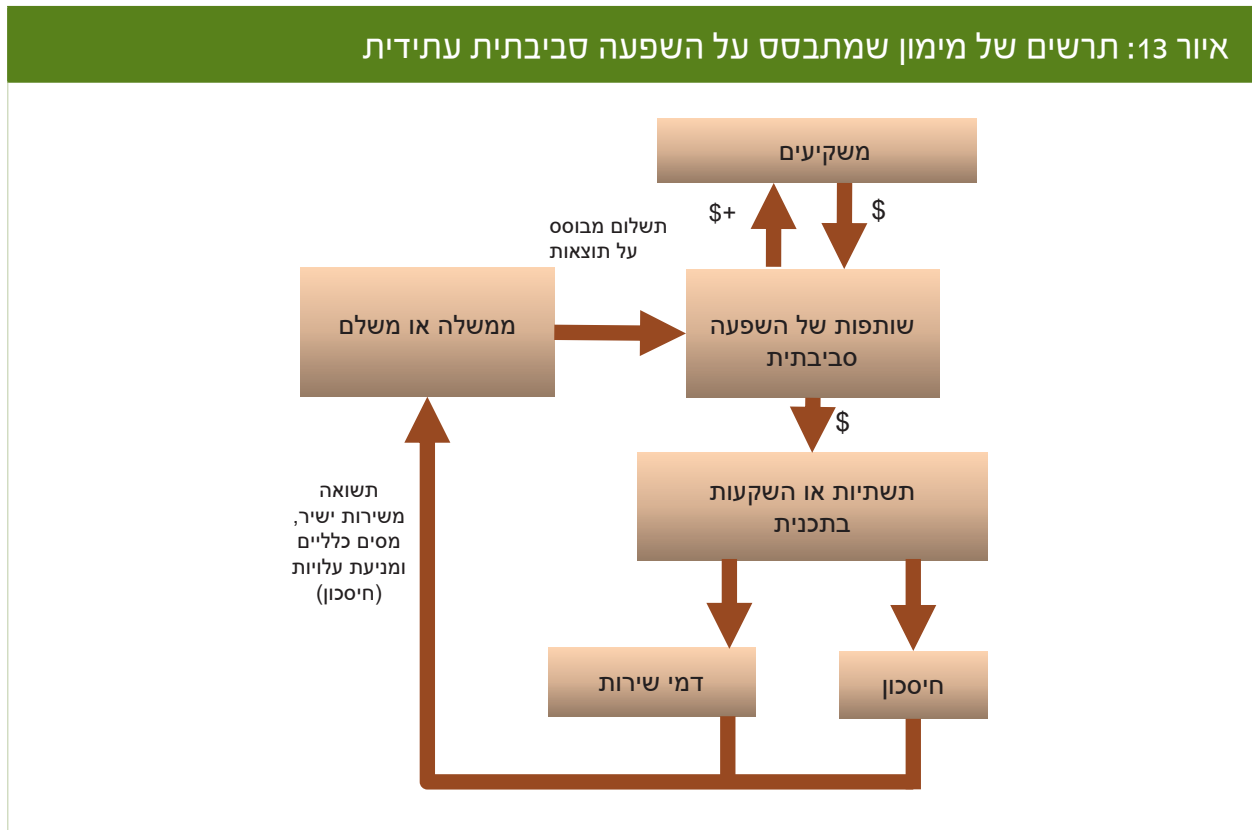 איור 13: תרשים של מימון שמתבסס על השפעה סביבתית עתידית
משקיעים
$+
$
תשלום מבוסס
על תוצאות
ממשלה או משלם
שותפות של השפעה
סביבתית
$
תשתיות או השקעות
בתכנית
תשואה
משירות ישיר,
מסים כלליים
ומניעת עלויות
(חיסכון)
דמי שירות
חיסכון